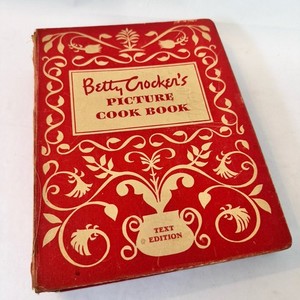 Betty Crocker's
PICTURE
COOK BOOK
TEXT
EDITION